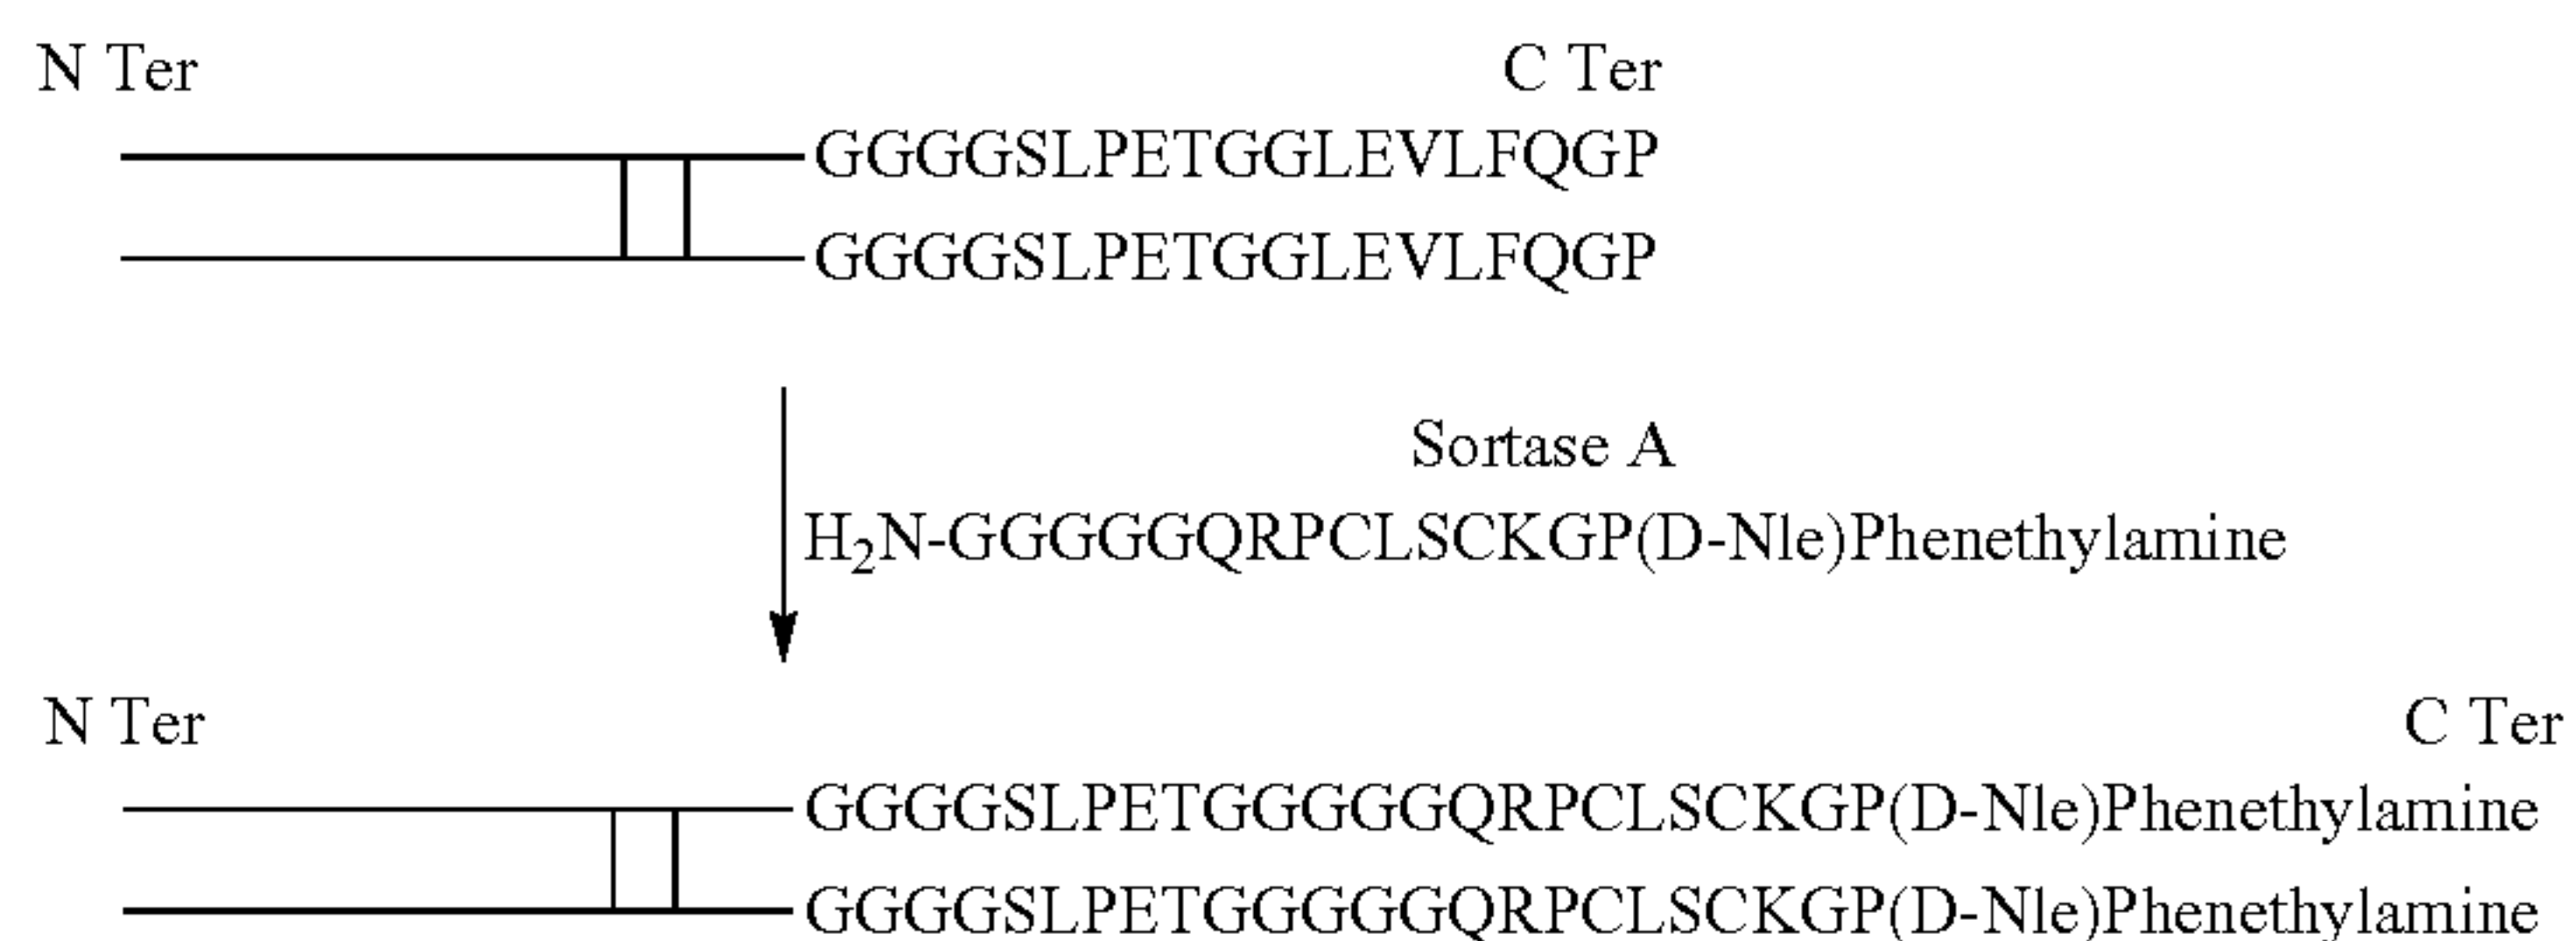 N Ter C Ter
GGGGSLPETGGLEVLFQGP
GGGGSLPETGGLEVLFQGP
Sortase A
H₂N-GGGGGQRPCLSCKGP(D-Nle)Phenethylamine
N Ter C Ter
GGGGSLPETGGGGGQRPCLSCKGP(D-Nle)Phenethylamine
GGGGSLPETGGGGGQRPCLSCKGP(D-Nle)Phenethylamine